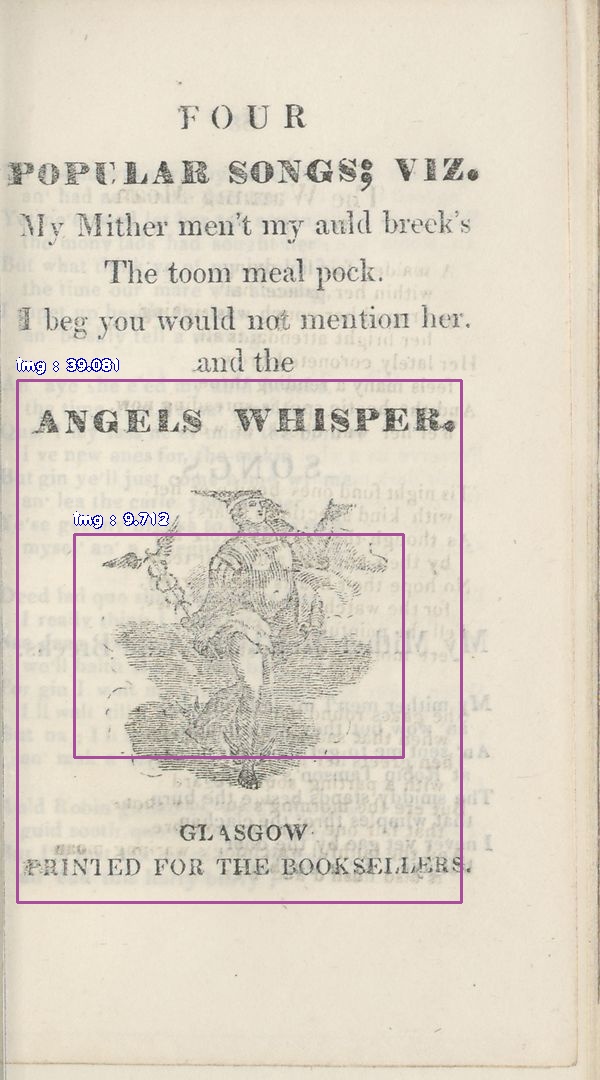 FOUR
POPULAR SONGS; VIZ.
My Mither men't my auld breek's
The toom meal pock.
I beg you would not mention her.
and the
img : 39.031
ANGELS WHISPER.
img : 9.712
GLASGOW
PRINTED FOR THE BOOKSELLERS.